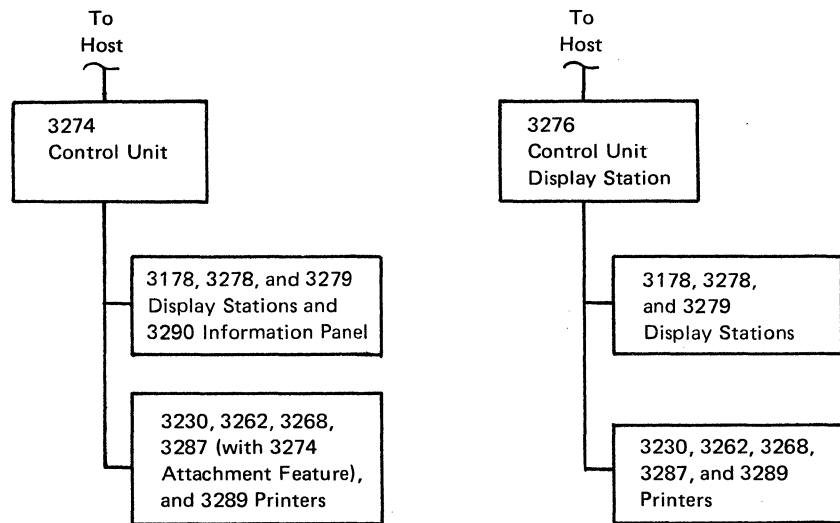 To
Host
3274
Control Unit
3178, 3278, and 3279
Display Stations and
3290 Information Panel
3230, 3262, 3268,
3287 (with 3274
Attachment Feature),
and 3289 Printers
To
Host
3276
Control Unit
Display Station
3178, 3278,
and 3279
Display Stations
3230, 3262, 3268,
3287, and 3289
Printers